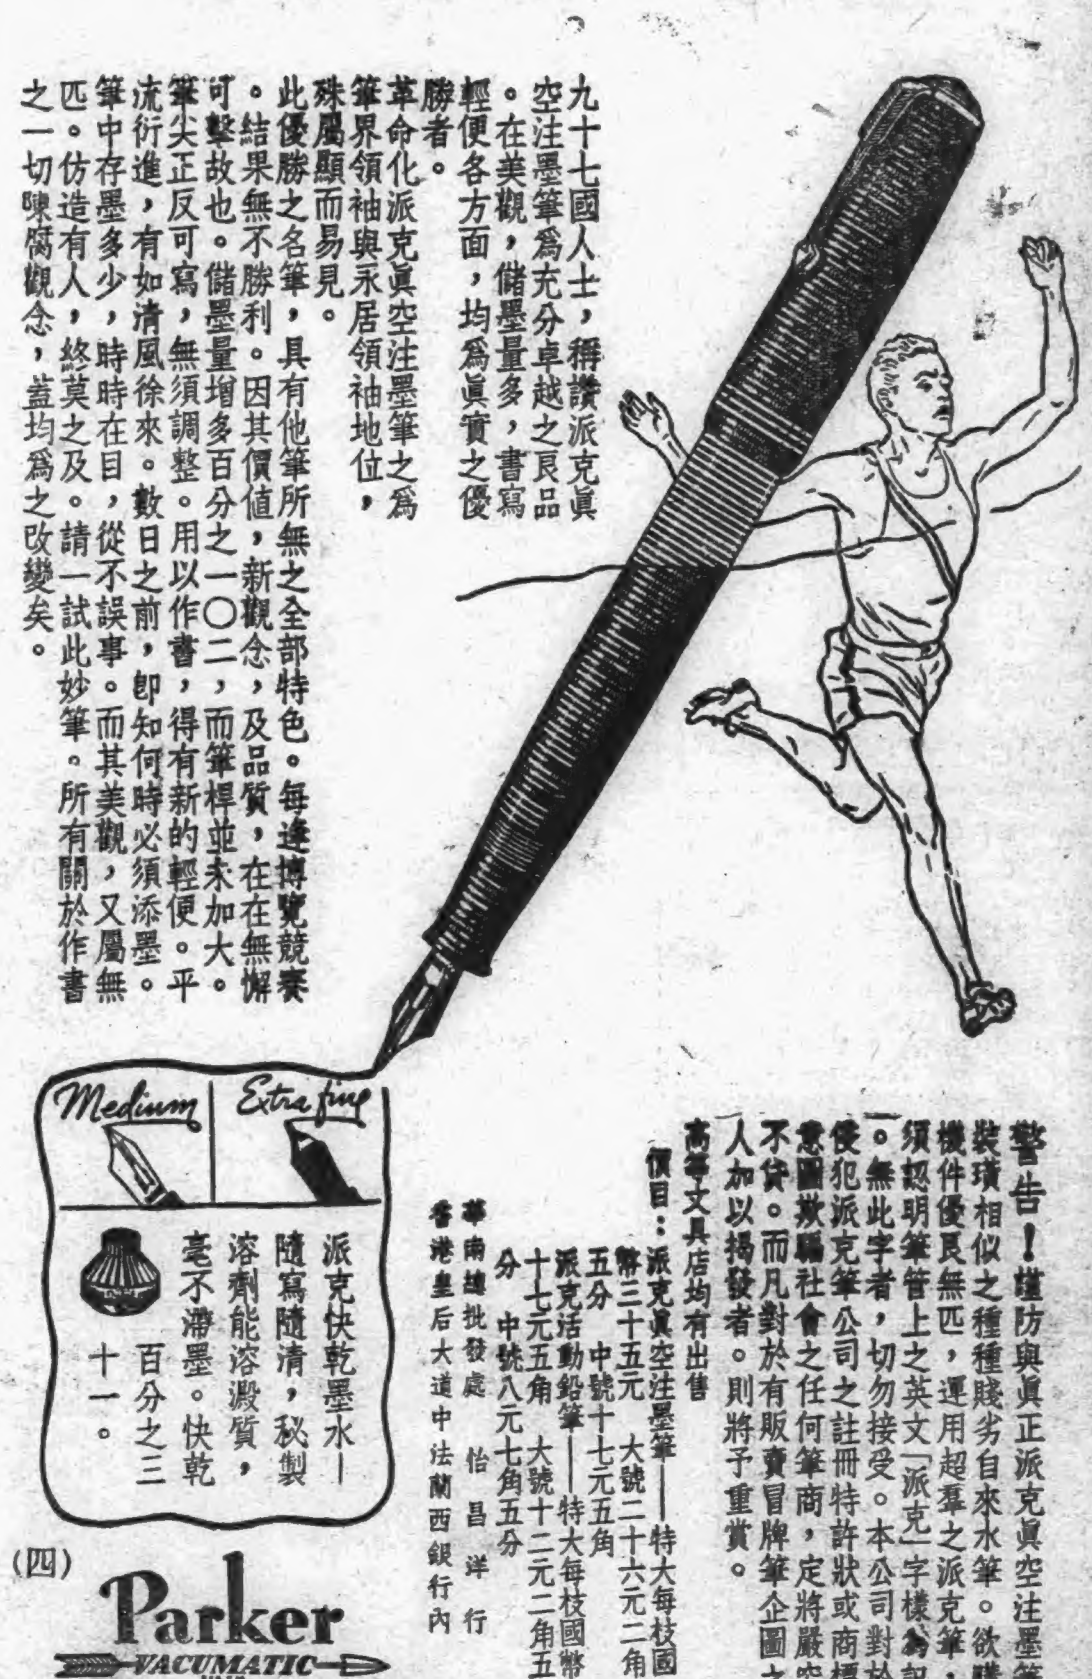 九十七國人士，稱讚派克眞
空注墨筆爲充分卓越之良品
。在美觀，儲墨量多，書寫
輕便各方面，均爲眞實之優
勝者。
革命化派克眞空注墨筆之爲
筆界領袖與永居領袖地位，
殊屬顯而易見。
此優勝之名筆，具有他筆所無之全部特色。每逢博覽競賽
。結果無不勝利。因其價値，新觀念，及品質，在在無懈
可擊故也。儲墨量增多百分之一〇二，而筆桿並未加大。
筆尖正反可寫，無須調整。用以作書，得有新的輕便。平
流衍進，有如清風徐來。數日之前，卽知何時必須添墨。
筆中存墨多少，時時在目，從不誤事。而其美觀，又屬無
匹。仿造有人，終莫之及。請一試此妙筆。所有關於作書
之一切陳腐觀念，蓋均爲之改變矣。
警告！謹防與眞正派克眞空注墨筆
裝璜相似之種種賤劣自來水筆。欲購
機件優良無匹，運用超羣之派克筆，
須認明筆管上之英文「派克」字樣爲記
。無此字者，切勿接受。本公司對於
侵犯派克筆公司之註冊特許狀或商標
意圖欺騙社會之任何筆商，定將嚴究
不貸。而凡對於有販賣冒牌筆企圖之
人加以揭發者。則將予重賞。
高等文具店均有出售
價目：派克眞空注墨筆——特大每枝國
幣三十五元 大號二十六元二角
五分 中號十七元五角
派克活動鉛筆——特大每枝國幣
十七元五角 大號十二元二角五
分 中號八元七角五分
華南總批發處 怡昌洋行
香港皇后大道中法蘭西銀行內
Medium
Extra fine
派克快乾墨水—
隨寫隨清，秘製
溶劑能溶澱質，
毫不滯墨。快乾
百分之三
十一。
(四)
Parker
VACUMATIC